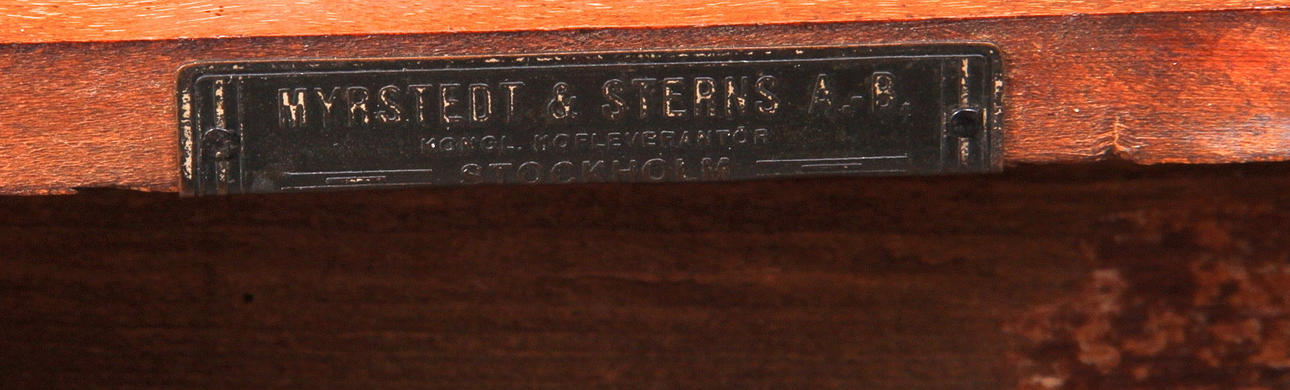 MYRSTEDT & STERNS A.-B.
KONGL. HOFLEVERANTÖR
STOCKHOLM